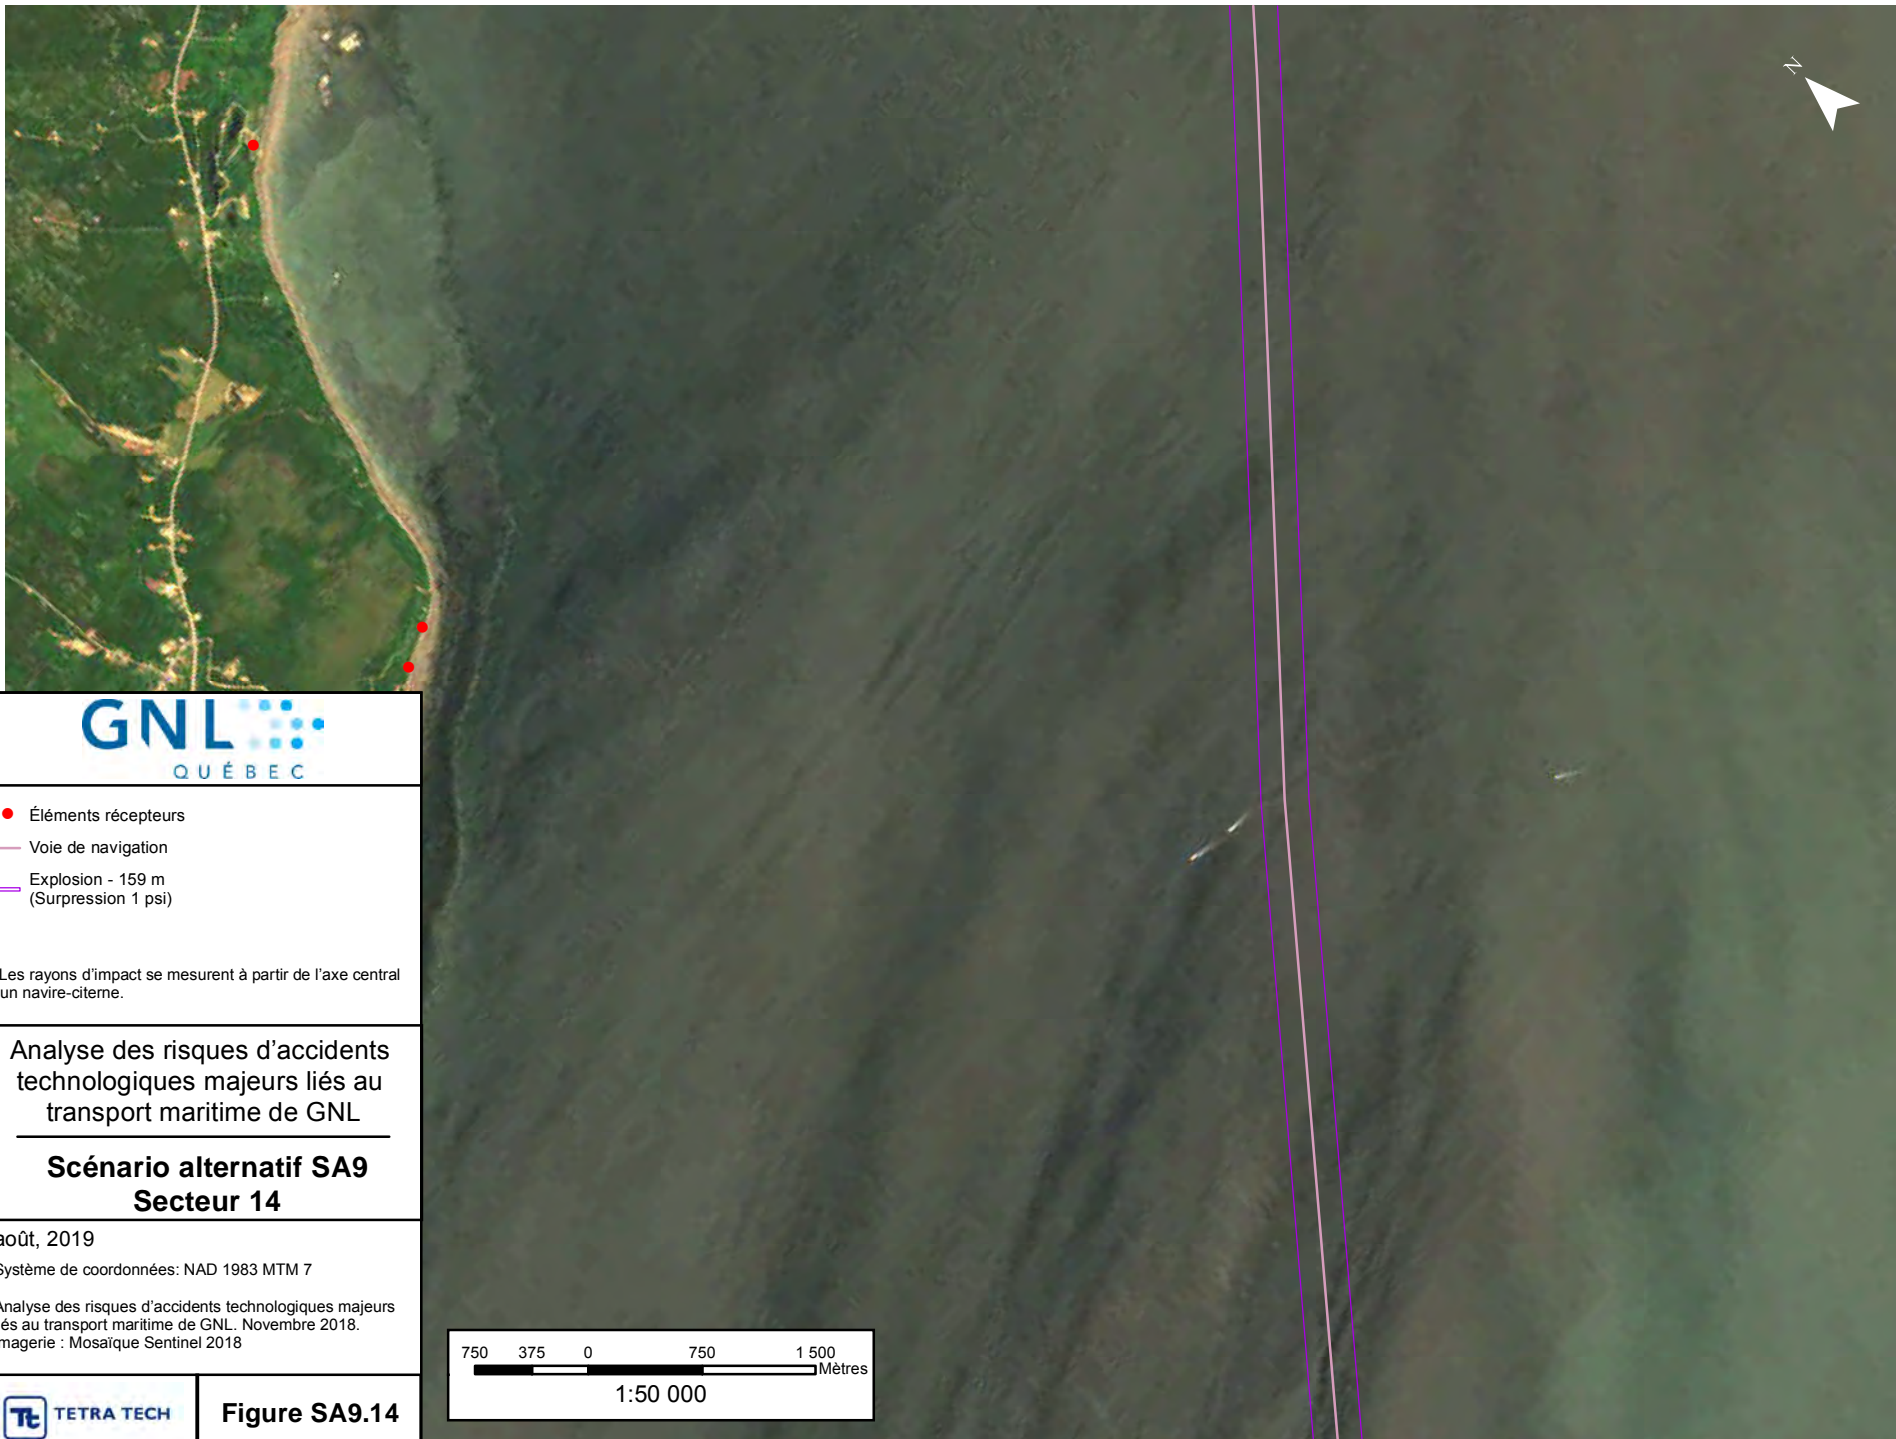 N
GNL
QUÉBEC
Éléments récepteurs
Voie de navigation
Explosion - 159 m
(Surpression 1 psi)
Les rayons d'impact se mesurent à partir de l'axe central
un navire-citerne.
Analyse des risques d'accidents
technologiques majeurs liés au
transport maritime de GNL
Scénario alternatif SA9
Secteur 14
août, 2019
Système de coordonnées: NAD 1983 MTM 7
Analyse des risques d'accidents technologiques majeurs
és au transport maritime de GNL. Novembre 2018.
magerie : Mosaïque Sentinel 2018
750 375 0 750 1 500
Mètres
1:50 000
Tt TETRA TECH
Figure SA9.14